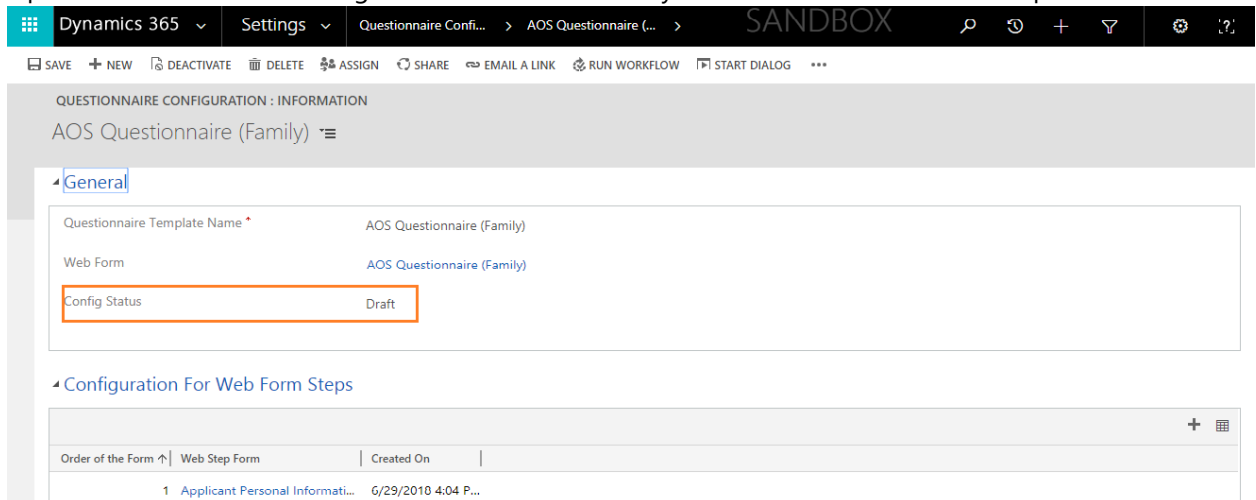 Dynamics 365 Settings Questionnaire Confi... > AOS Questionnaire (... > SANDBOX
SAVE + NEW DEACTIVATE DELETE ASSIGN SHARE EMAIL A LINK RUN WORKFLOW START DIALOG ...
QUESTIONNAIRE CONFIGURATION : INFORMATION
AOS Questionnaire (Family)
General
Questionnaire Template Name * AOS Questionnaire (Family)
Web Form AOS Questionnaire (Family)
Config Status Draft
Configuration For Web Form Steps
Order of the Form ↑ Web Step Form Created On
1 Applicant Personal Informati... 6/29/2018 4:04 P...